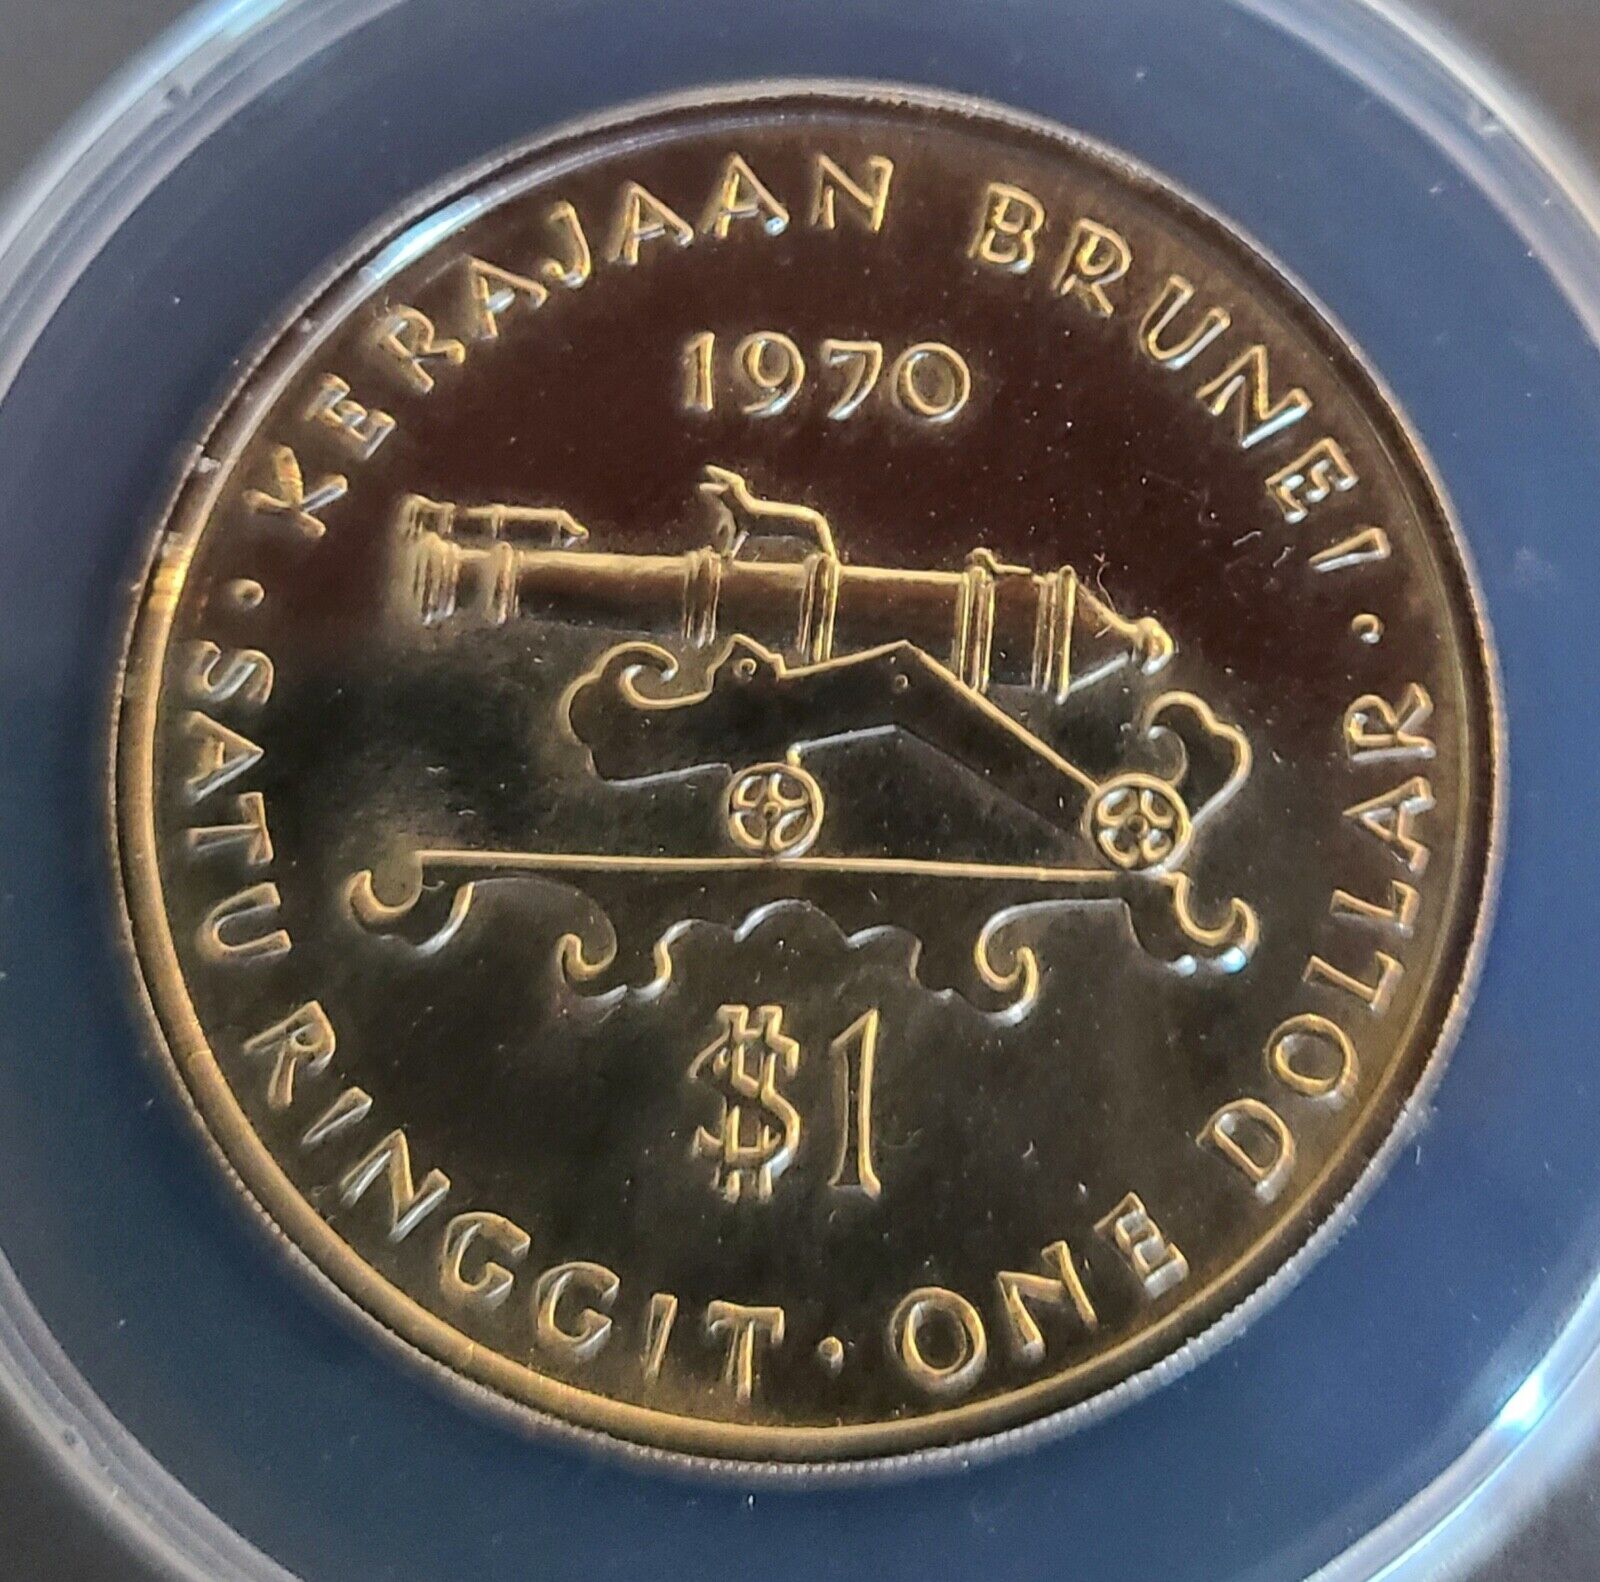 · KERAJAAN BRUNEI ·
1970
$1
SATU RINGGIT · ONE DOLLAR